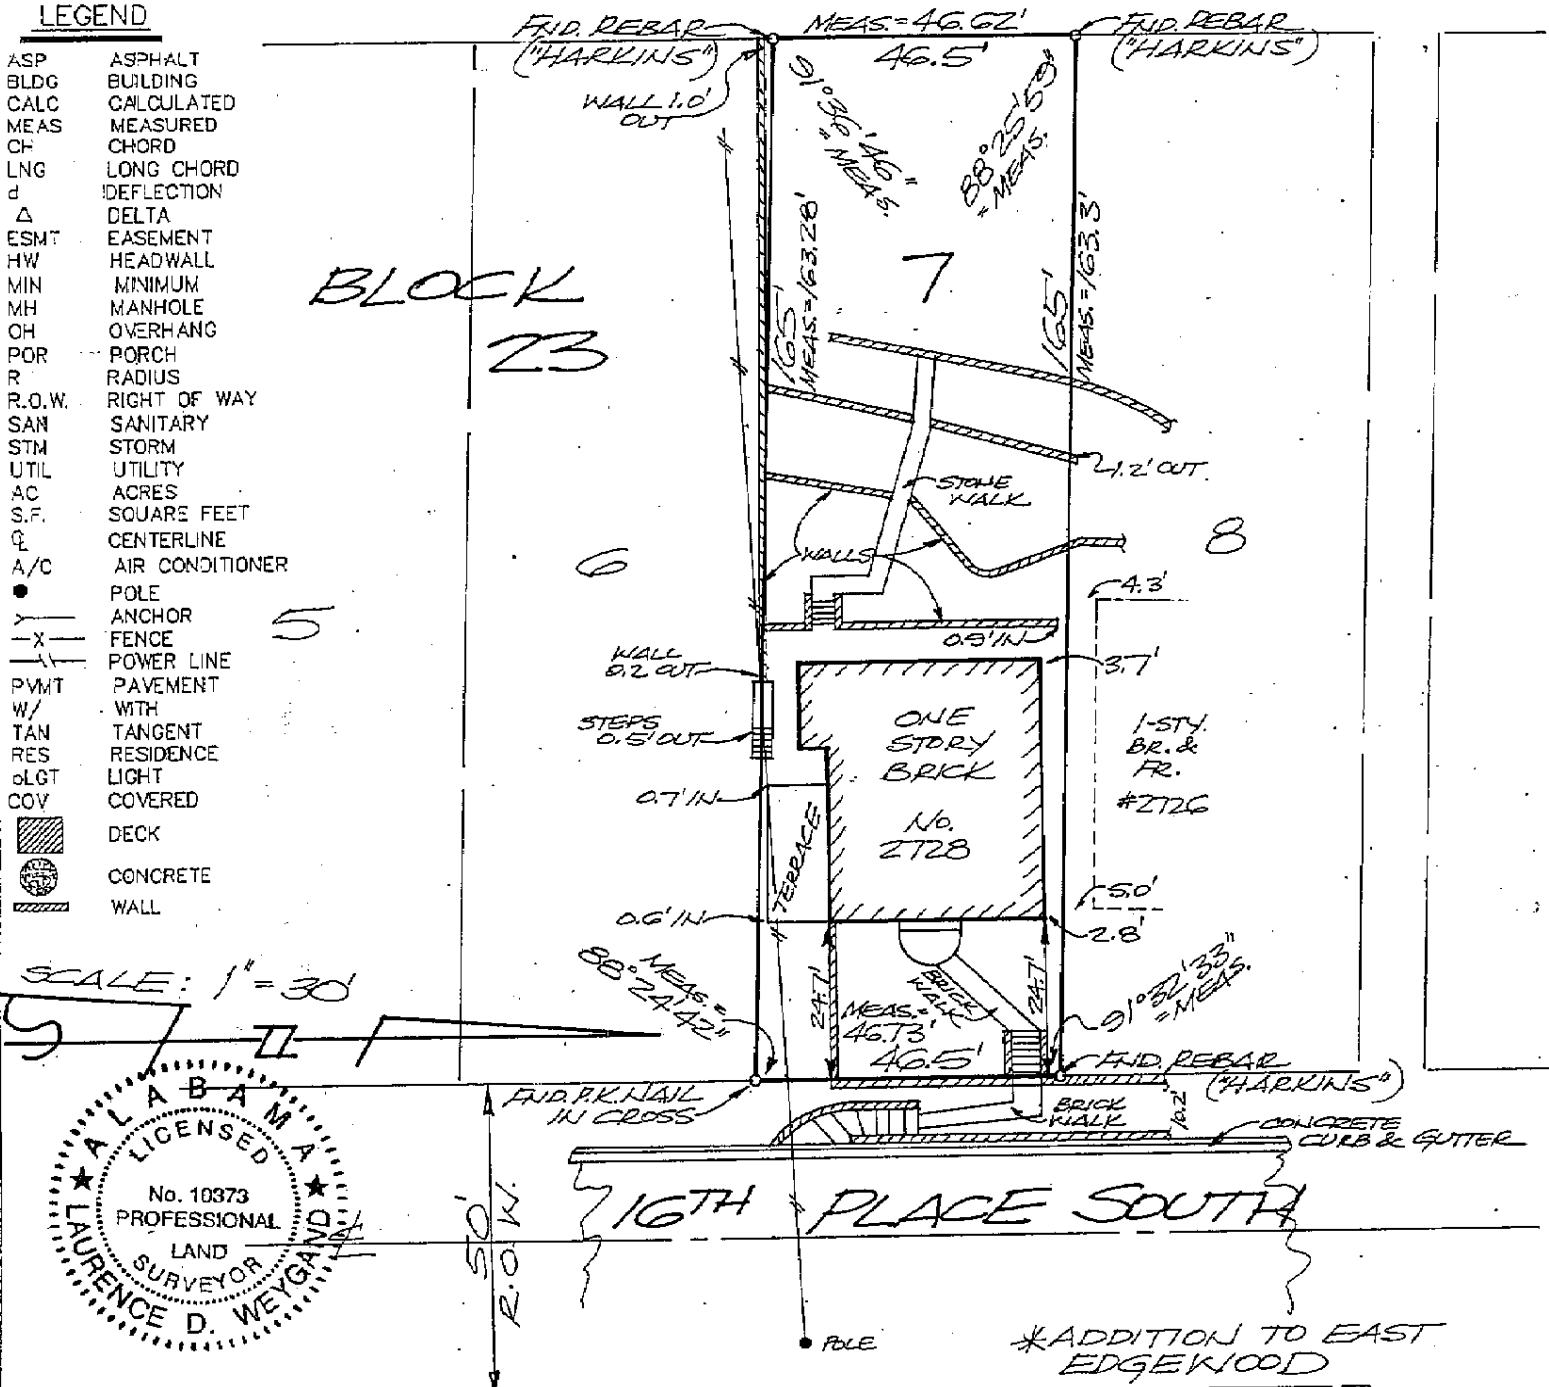 LEGEND
ASP ASPHALT
BLDG BUILDING
CALC CALCULATED
MEAS MEASURED
CH CHORD
LNG LONG CHORD
d DEFLECTION
Δ DELTA
ESMT EASEMENT
HW HEADWALL
MIN MINIMUM
MH MANHOLE
OH OVERHANG
POR PORCH
R RADIUS
R.O.W. RIGHT OF WAY
SAN SANITARY
STM STORM
UTIL UTILITY
AC ACRES
S.F. SQUARE FEET
℄ CENTERLINE
A/C AIR CONDITIONER
POLE
ANCHOR
—X— FENCE
POWER LINE
PVMT PAVEMENT
W/ WITH
TAN TANGENT
RES RESIDENCE
oLGT LIGHT
COV COVERED
DECK
CONCRETE
WALL
SCALE: 1" = 30'
FND. REBAR
("HARKINS")
MEAS.=46.62'
46.5'
FND. REBAR
("HARKINS")
WALL 1.0'
OUT
91°36'46"
=MEAS.
88°25'59"
=MEAS.
BLOCK
23
165'
MEAS.=163.28'
7
165'
MEAS.=163.3'
1.2' OUT
STONE
WALK
WALLS
8
6
5
4.3'
0.9' IN
WALL
0.2 OUT
3.7'
STEPS
0.5' OUT
ONE
STORY
BRICK
No.
2728
1-STY.
BR. &
FR.
#2726
0.7' IN
TERRACE
5.0'
0.6' IN
2.8'
MEAS.=
88°24'42"
24.7'
BRICK
WALK
24.7'
91°32'33"
=MEAS.
MEAS.=
46.73'
46.5'
FND. P.K. NAIL
IN CROSS
FND. REBAR
("HARKINS")
BRICK
WALK
10.2'
CONCRETE
CURB & GUTTER
50'
R.O.W.
16TH PLACE SOUTH
POLE
*ADDITION TO EAST
EDGEWOOD
ALABAMA
LICENSED
No. 10373
PROFESSIONAL
LAND
SURVEYOR
LAURENCE D. WEYGAND